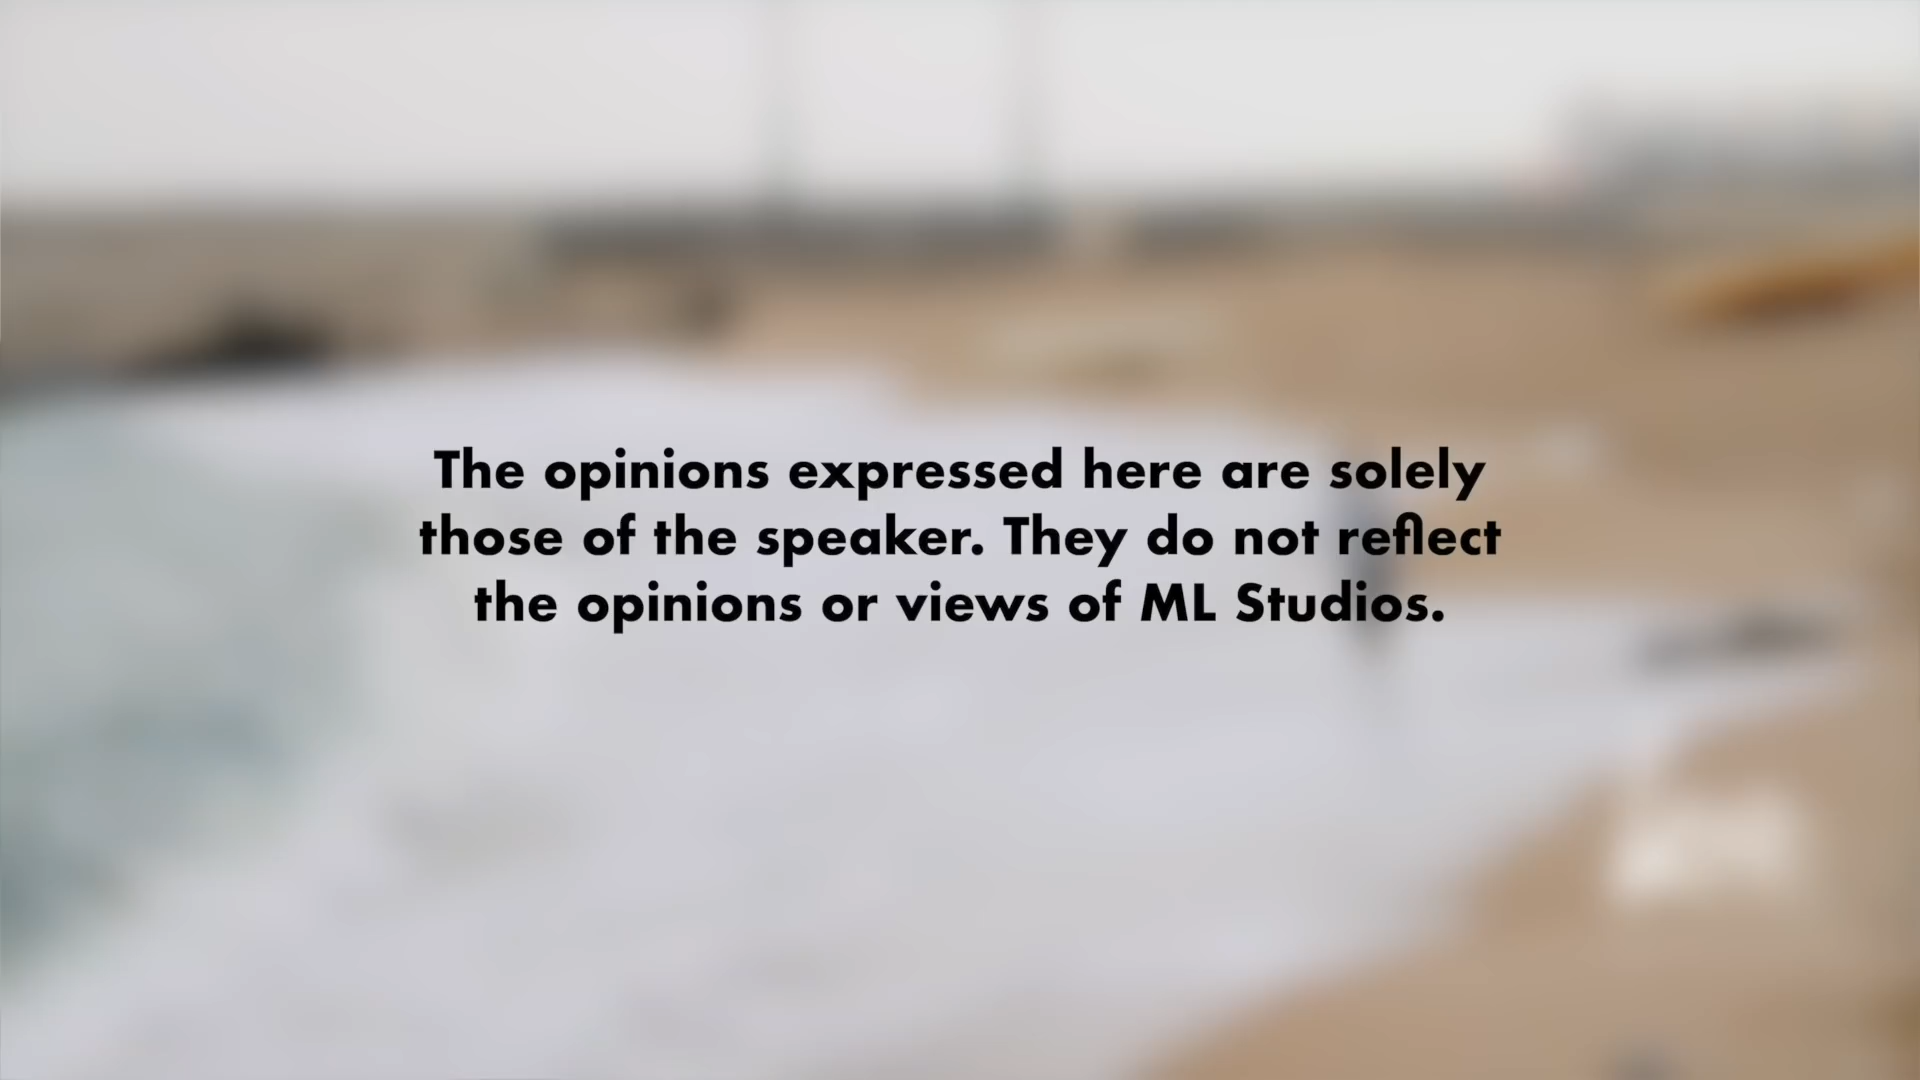 The opinions expressed here are solely
those of the speaker. They do not reflect
the opinions or views of ML Studios.